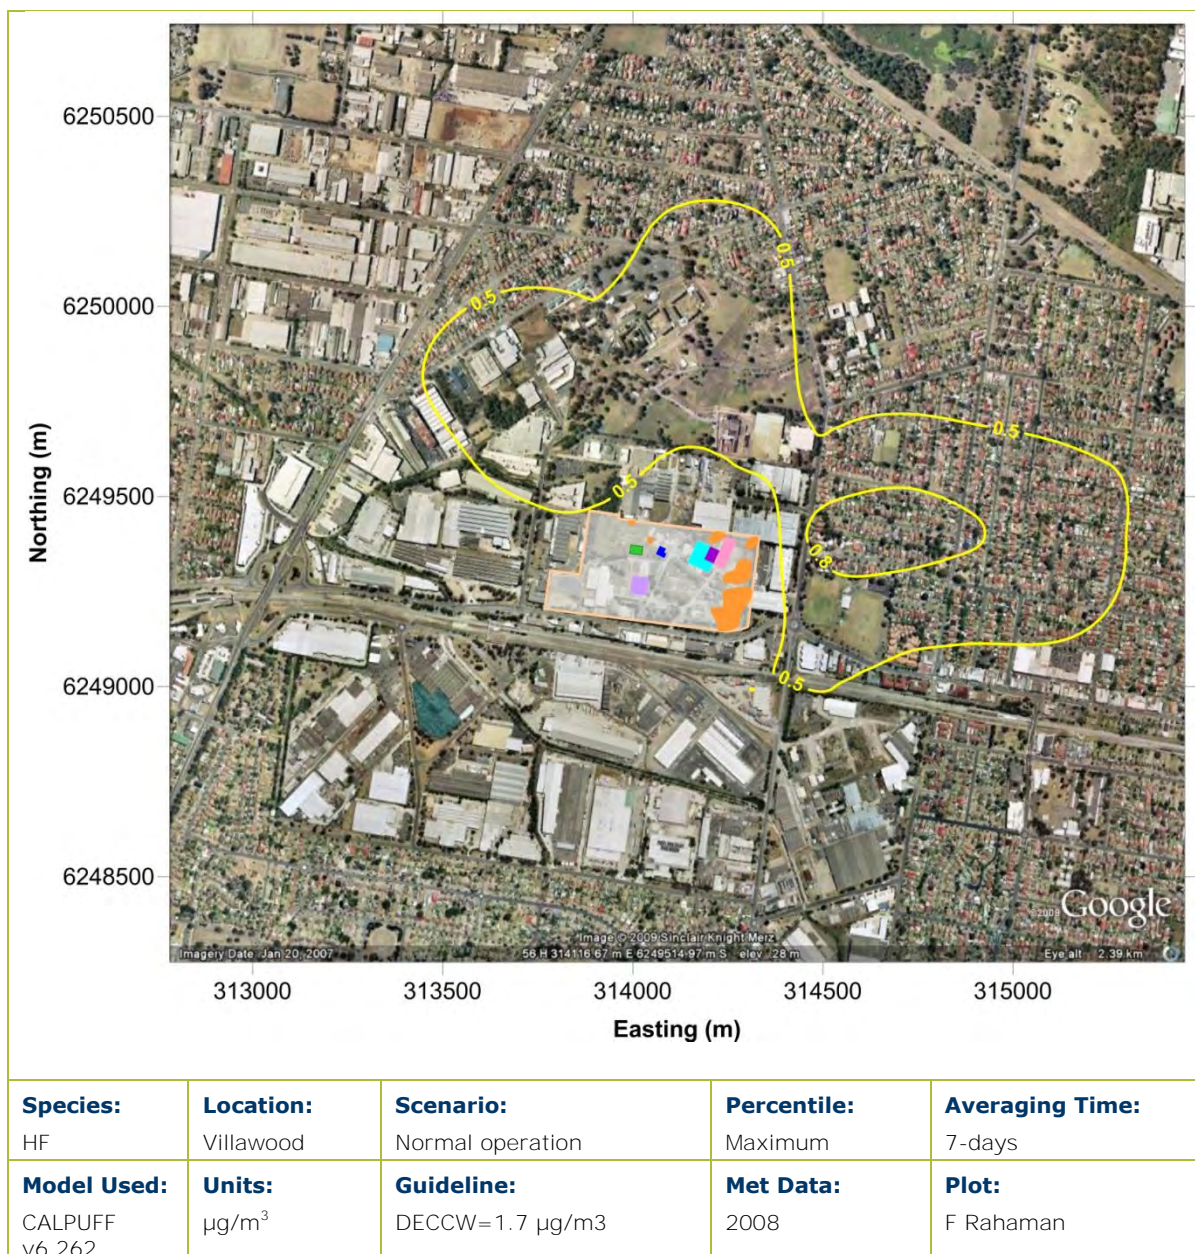 6250500
6250000
6249500
6249000
6248500
Northing (m)
0.5
0.5
0.5
0.5
0.8
0.5
©2009 Google
Image © 2009 Sinclair Knight Merz
Imagery Date: Jan 20, 2007
56 H 314116.67 m E 6249514.97 m S elev 28 m
Eye alt 2.39 km
313000 313500 314000 314500 315000
Easting (m)
Species: Location: Scenario: Percentile: Averaging Time:
HF Villawood Normal operation Maximum 7-days
Model Used: Units: Guideline: Met Data: Plot:
CALPUFF µg/m³ DECCW=1.7 µg/m3 2008 F Rahaman
v6.262